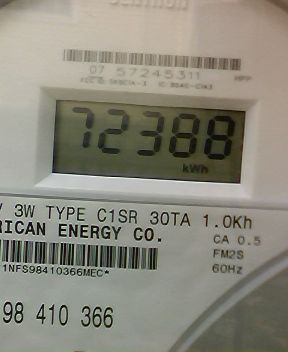 07 57245311
72388
kWh
3W TYPE C1SR 30TA 1.0Kh
RICAN ENERGY CO.
CA 0.5
FM2S
60Hz
1NFS98410366MEC*
98 410 366